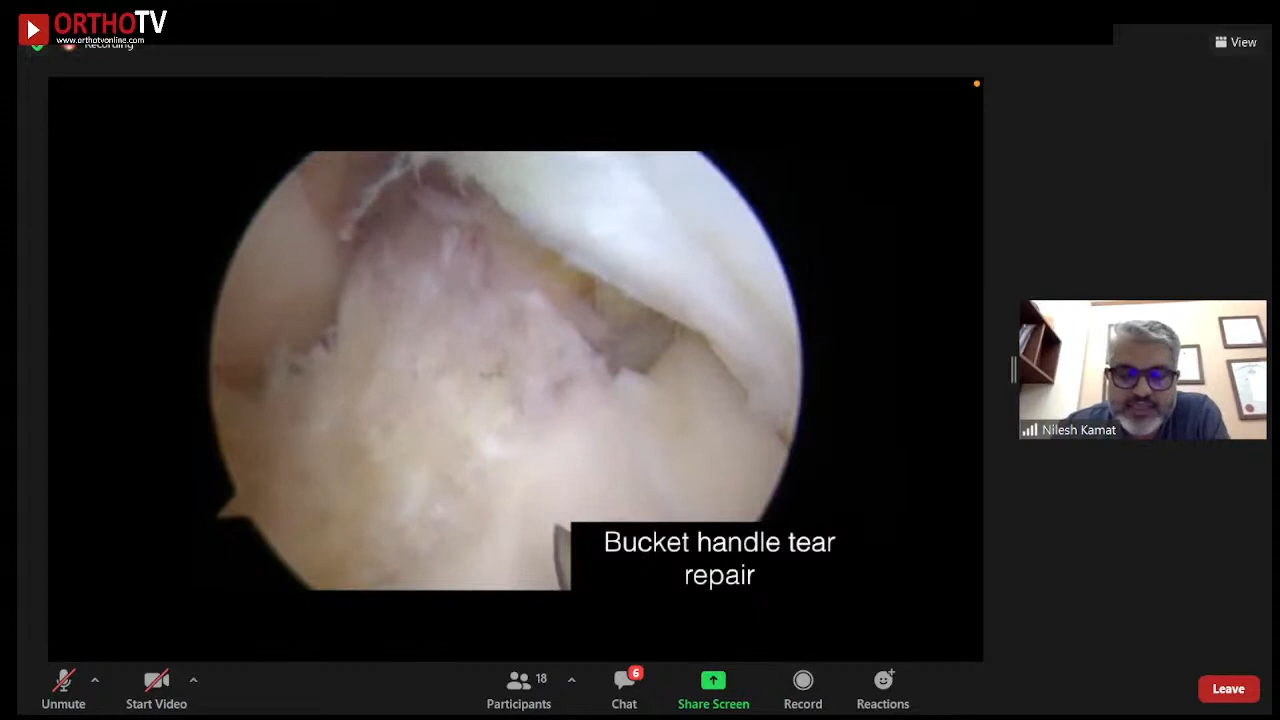 ORTHOTV
www.orthotvonline.com
Recording
View
Nilesh Kamat
Bucket handle tear
repair
Unmute
Start Video
18
Participants
6
Chat
Share Screen
Record
Reactions
Leave